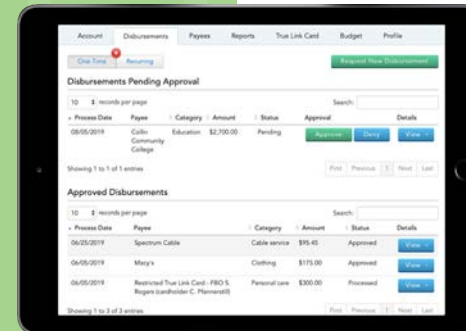 Account Disbursements Payees Reports True Link Card Budget Profile
One-Time Recurring Request New Disbursement
Disbursements Pending Approval
10 records per page Search:
Process Date Payee Category Amount Status Approval Details
08/05/2019 Collin Community College Education $2,700.00 Pending Approve Deny View
Showing 1 to 1 of 1 entries First Previous 1 Next Last
Approved Disbursements
10 records per page Search:
Process Date Payee Category Amount Status Details
06/25/2019 Spectrum Cable Cable service $95.45 Approved View
06/05/2019 Macy's Clothing $175.00 Approved View
06/05/2019 Restricted True Link Card - FBO S. Rogers (cardholder C. Pfannerstill) Personal care $300.00 Processed View
Showing 1 to 3 of 3 entries First Previous 1 Next Last